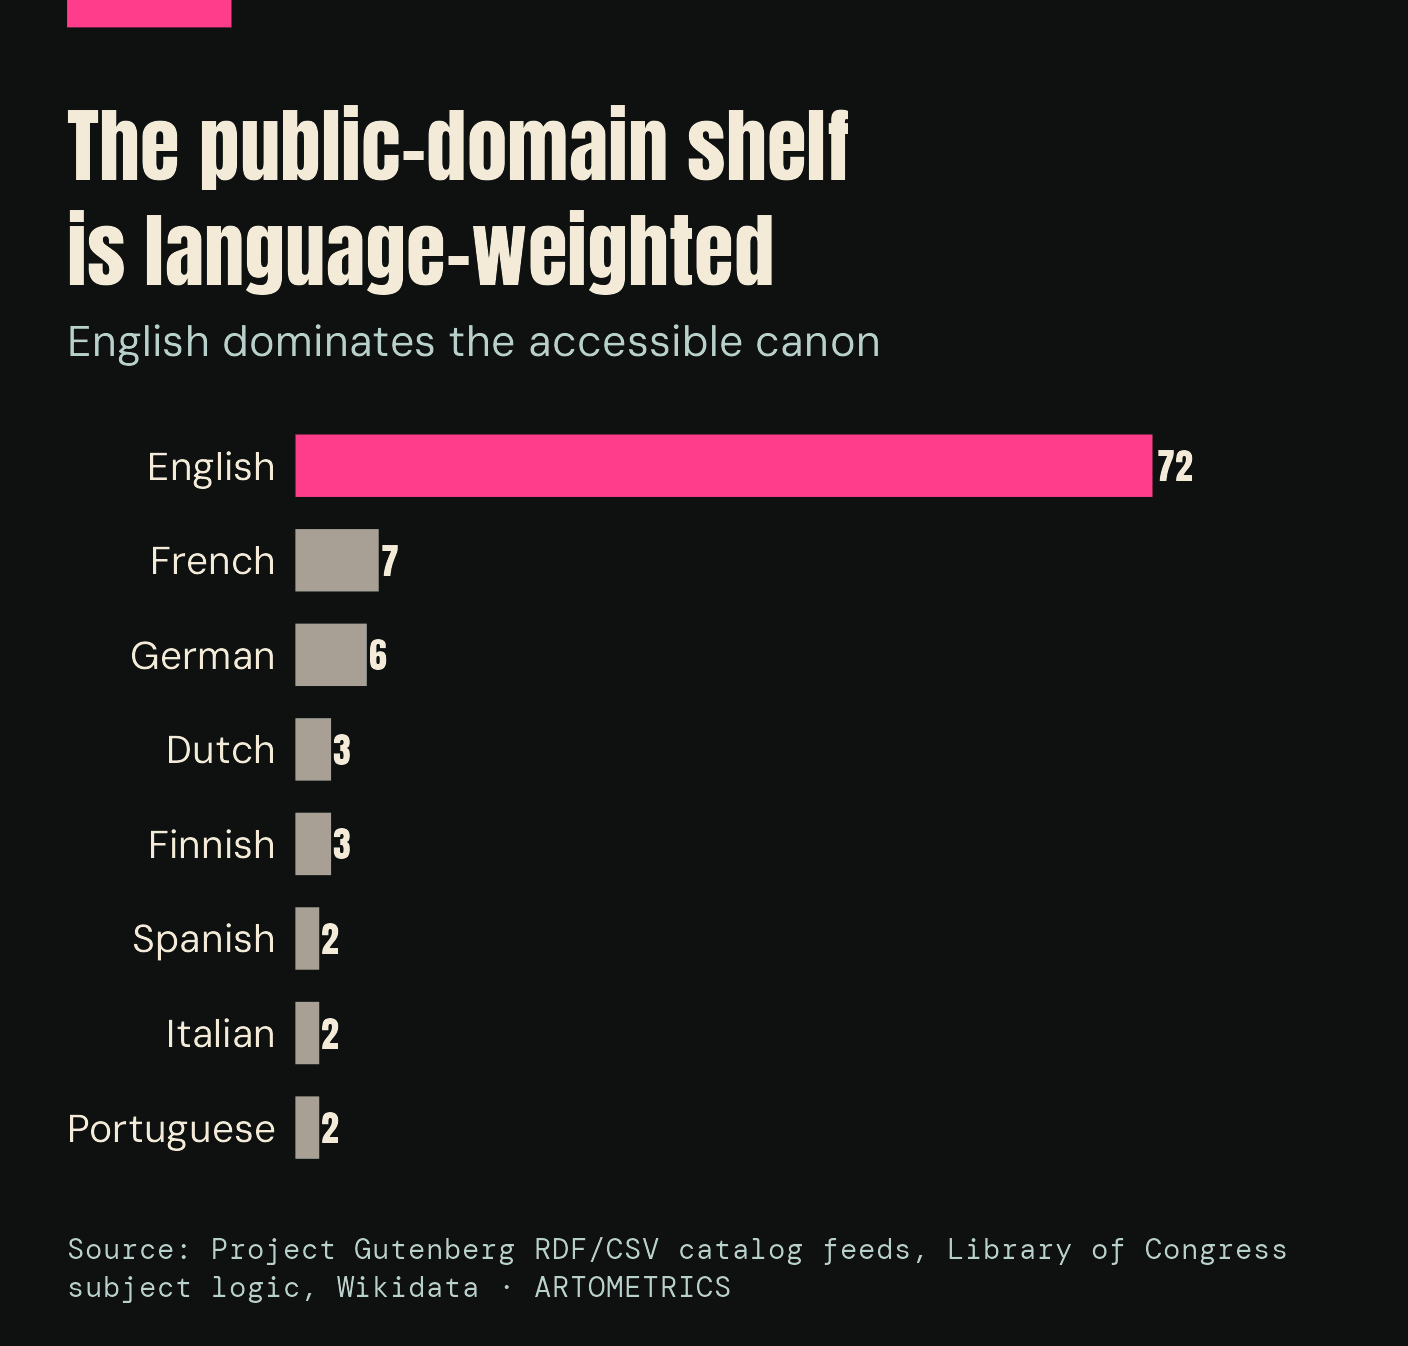 The public-domain shelf
is language-weighted
English dominates the accessible canon
English 72
French 7
German 6
Dutch 3
Finnish 3
Spanish 2
Italian 2
Portuguese 2
Source: Project Gutenberg RDF/CSV catalog feeds, Library of Congress
subject logic, Wikidata · ARTOMETRICS